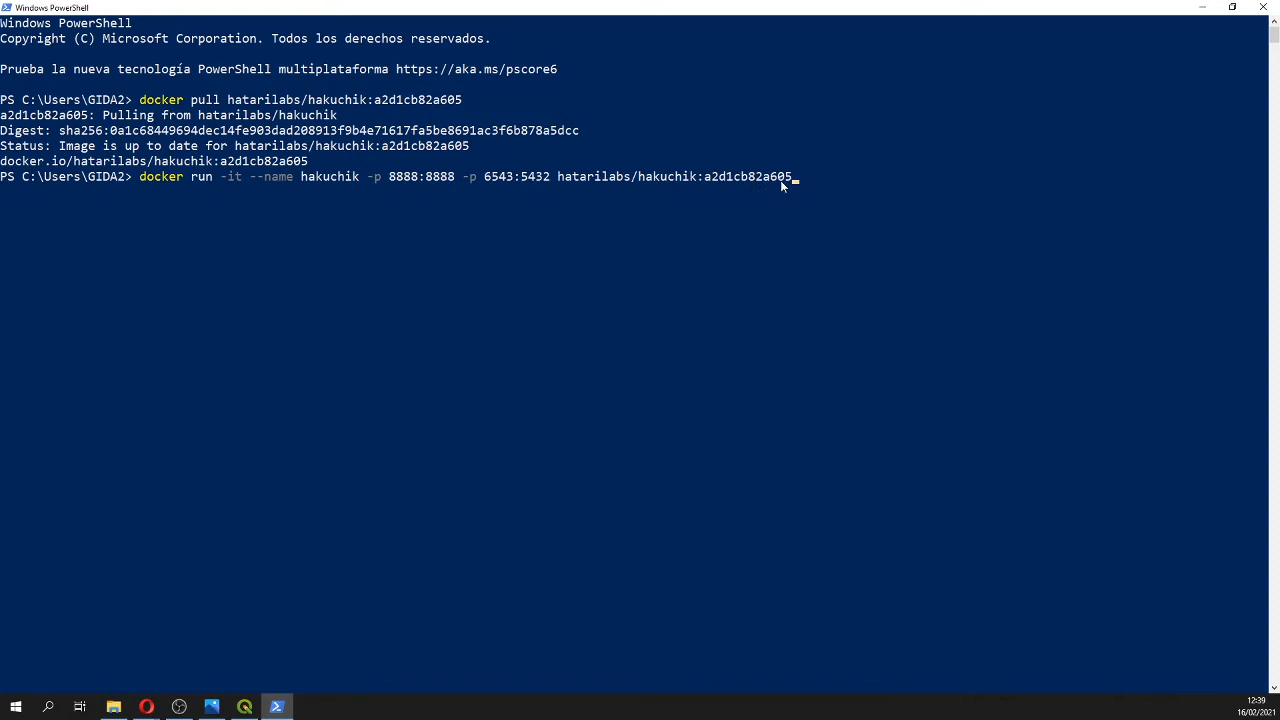 Windows PowerShell
Windows PowerShell
Copyright (C) Microsoft Corporation. Todos los derechos reservados.
Prueba la nueva tecnología PowerShell multiplataforma https://aka.ms/pscore6
PS C:\Users\GIDA2> docker pull hatarilabs/hakuchik:a2d1cb82a605
a2d1cb82a605: Pulling from hatarilabs/hakuchik
Digest: sha256:0a1c68449694dec14fe903dad208913f9b4e71617fa5be8691ac3f6b878a5dcc
Status: Image is up to date for hatarilabs/hakuchik:a2d1cb82a605
docker.io/hatarilabs/hakuchik:a2d1cb82a605
PS C:\Users\GIDA2> docker run -it --name hakuchik -p 8888:8888 -p 6543:5432 hatarilabs/hakuchik:a2d1cb82a605
12:39
16/02/2021